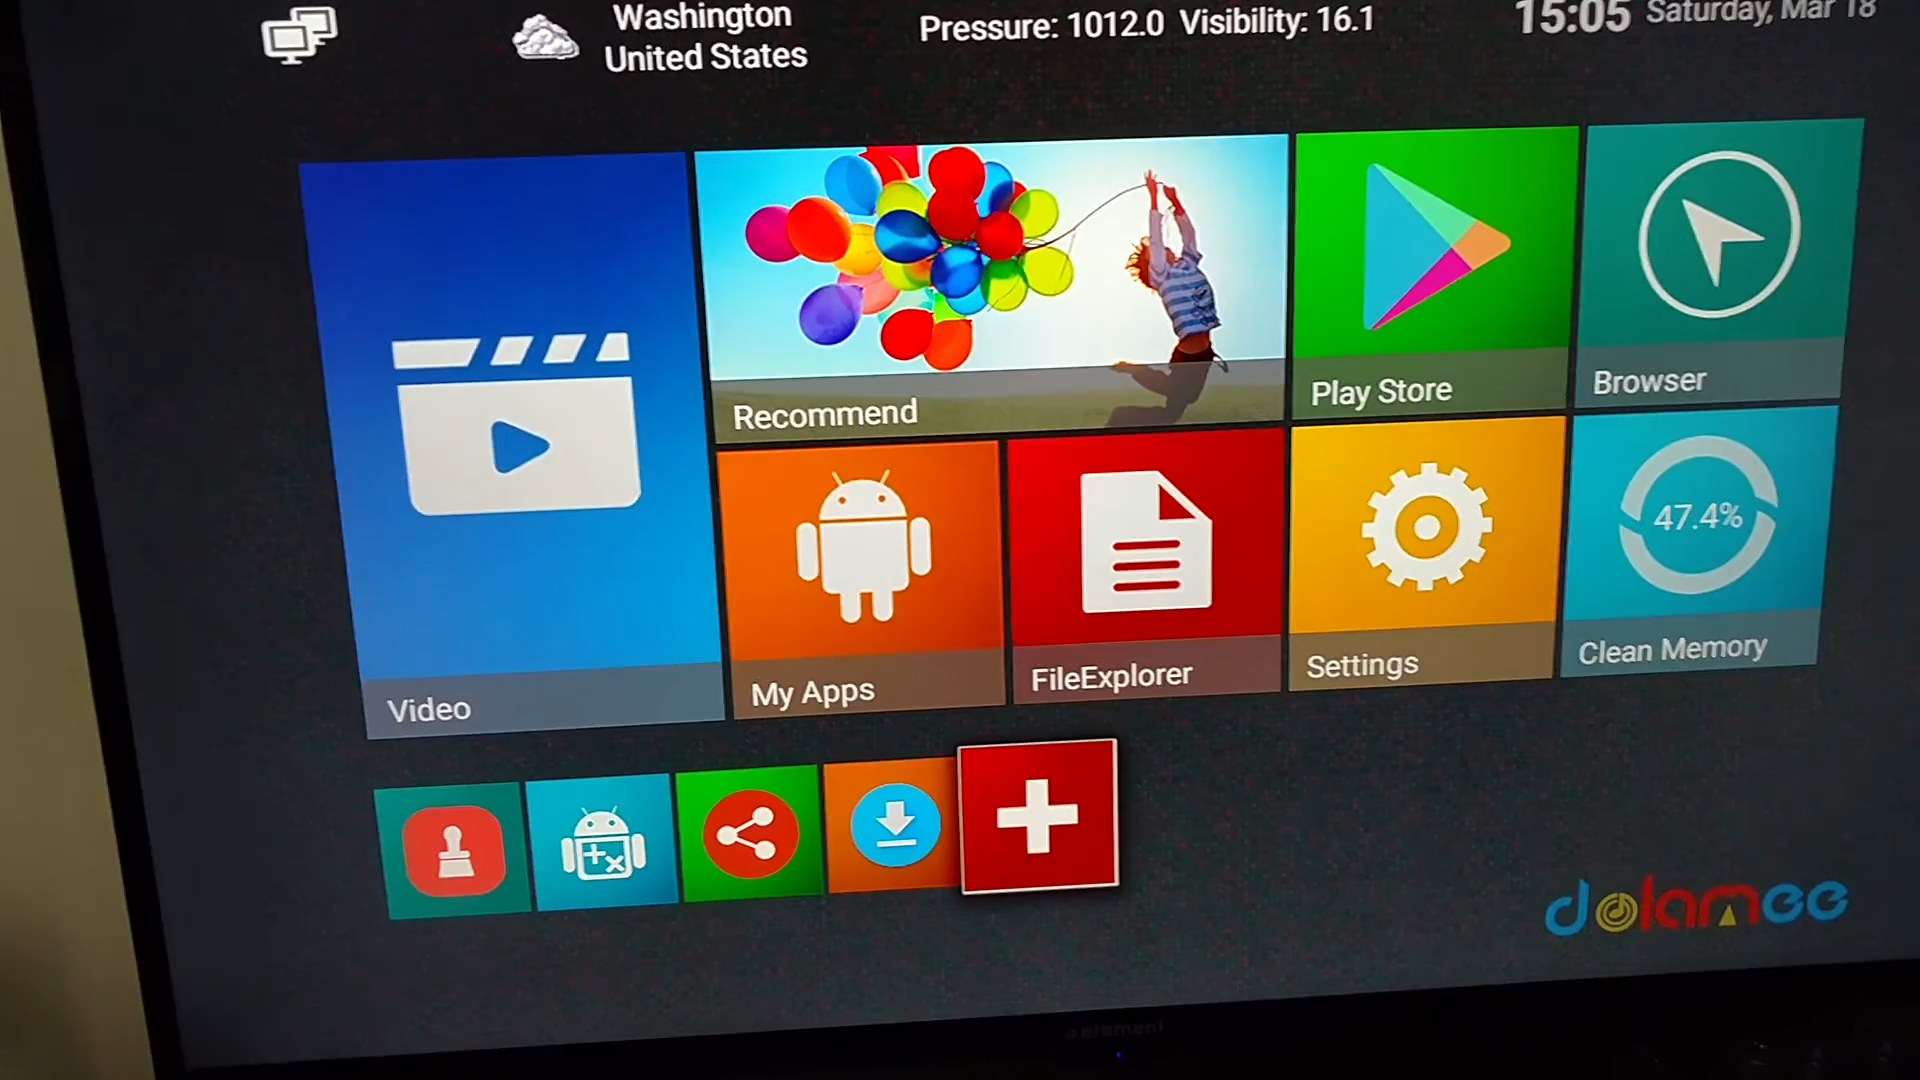 Washington
United States
Pressure: 1012.0 Visibility: 16.1
15:05 Saturday, Mar 18
Recommend
Play Store
Browser
47.4%
Video
My Apps
FileExplorer
Settings
Clean Memory
+x
dolamee
element